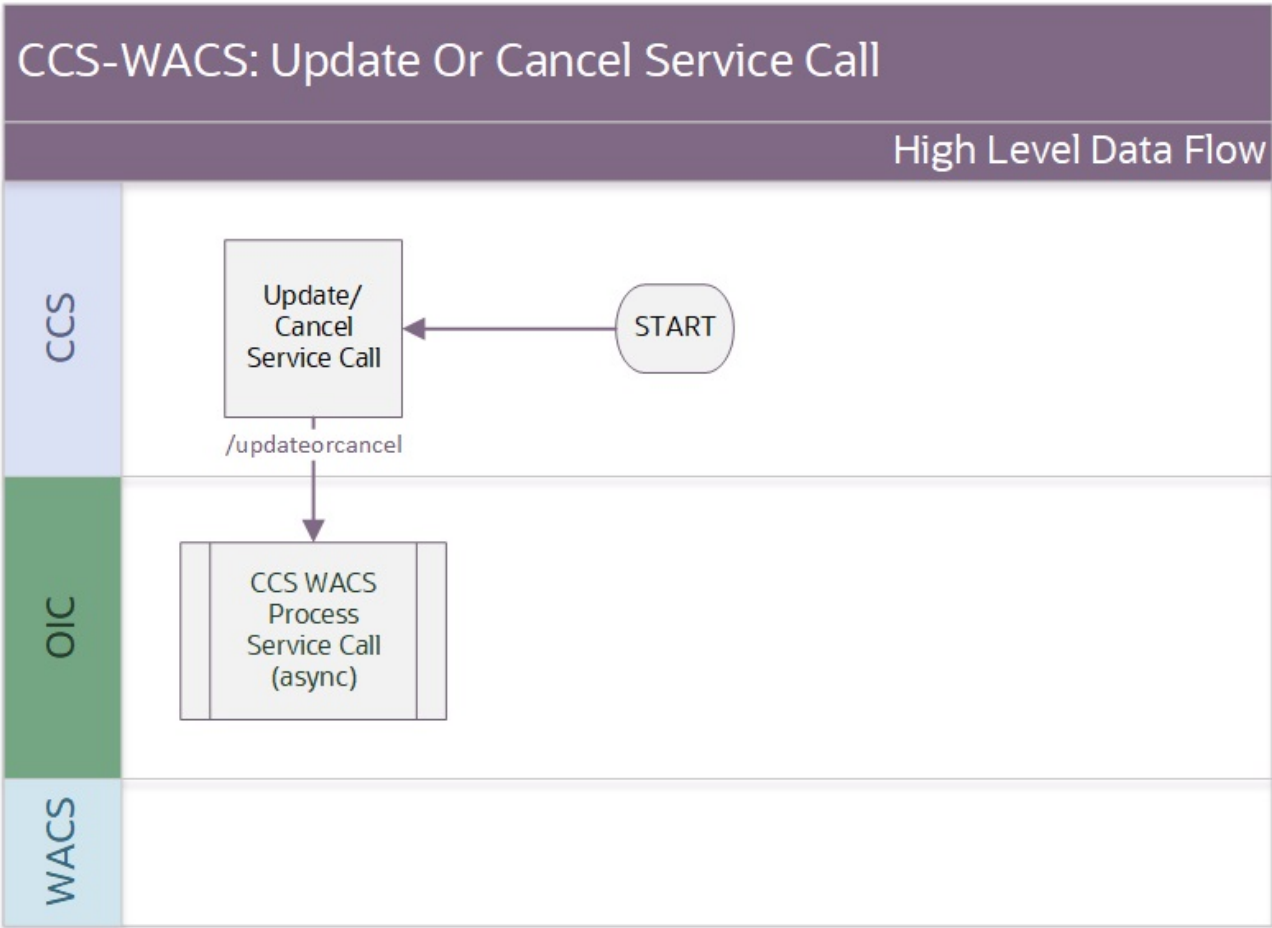 CCS-WACS: Update Or Cancel Service Call
High Level Data Flow
CCS
Update/
Cancel
Service Call
START
/updateorcancel
OIC
CCS WACS
Process
Service Call
(async)
WACS